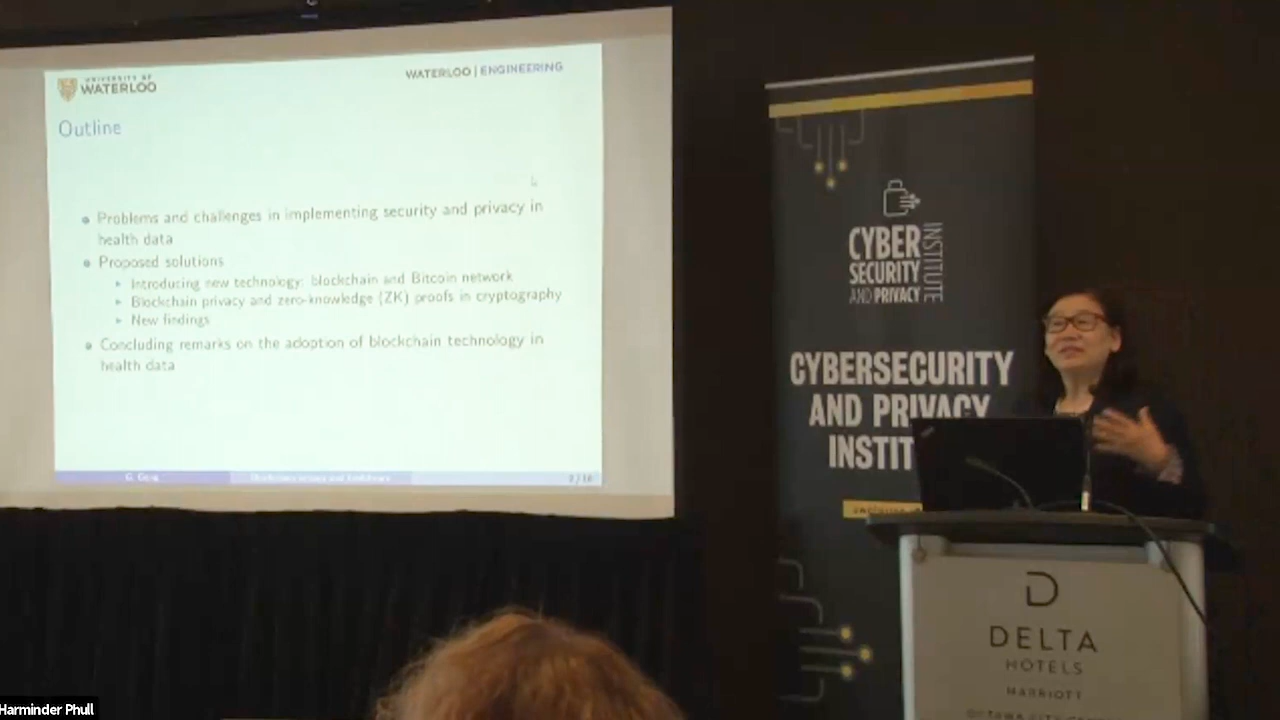 UNIVERSITY OF
WATERLOO
WATERLOO | ENGINEERING
Outline
Problems and challenges in implementing security and privacy in
health data
Proposed solutions
Introducing new technology: blockchain and Bitcoin network
Blockchain privacy and zero-knowledge (ZK) proofs in cryptography
New findings
Concluding remarks on the adoption of blockchain technology in
health data
CYBER
SECURITY
AND PRIVACY
INSTITUTE
CYBERSECURITY
AND PRIVACY
INSTIT
DELTA
HOTELS
MARRIOTT
OTTAWA CITY
Harminder Phull